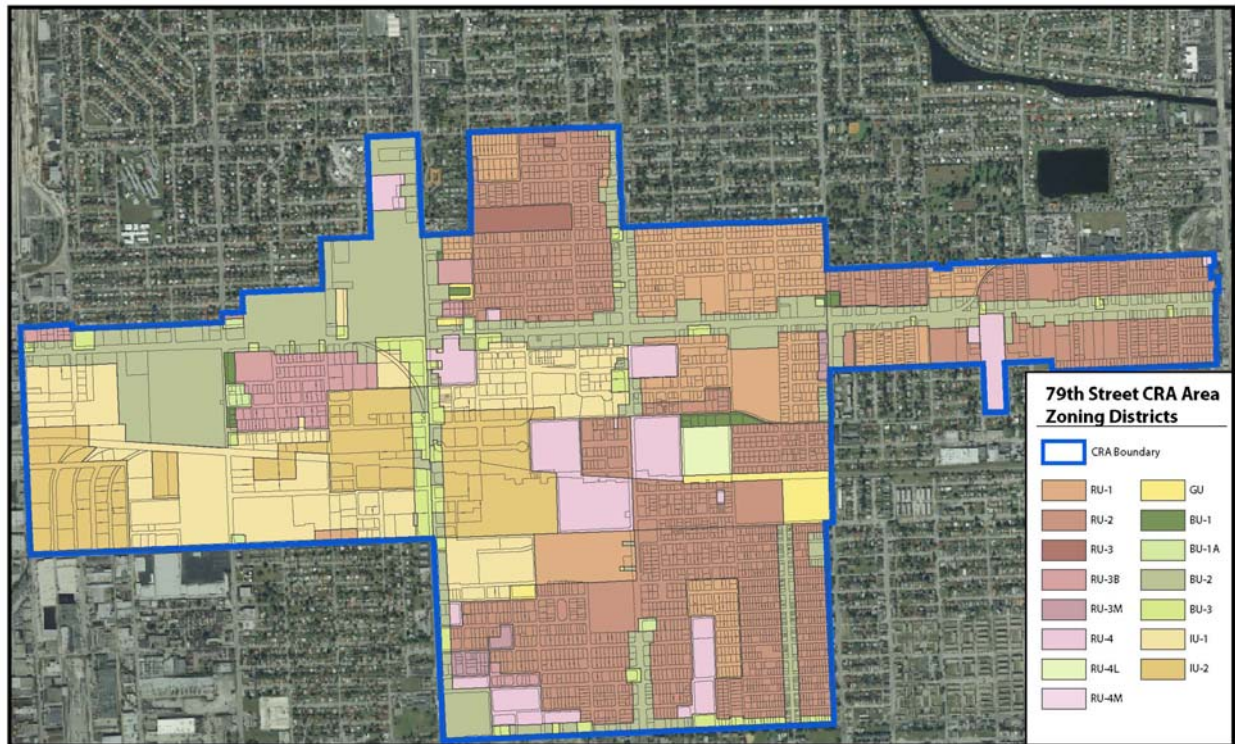 79th Street CRA Area
Zoning Districts
CRA Boundary
RU-1
RU-2
RU-3
RU-3B
RU-3M
RU-4
RU-4L
RU-4M
GU
BU-1
BU-1A
BU-2
BU-3
IU-1
IU-2